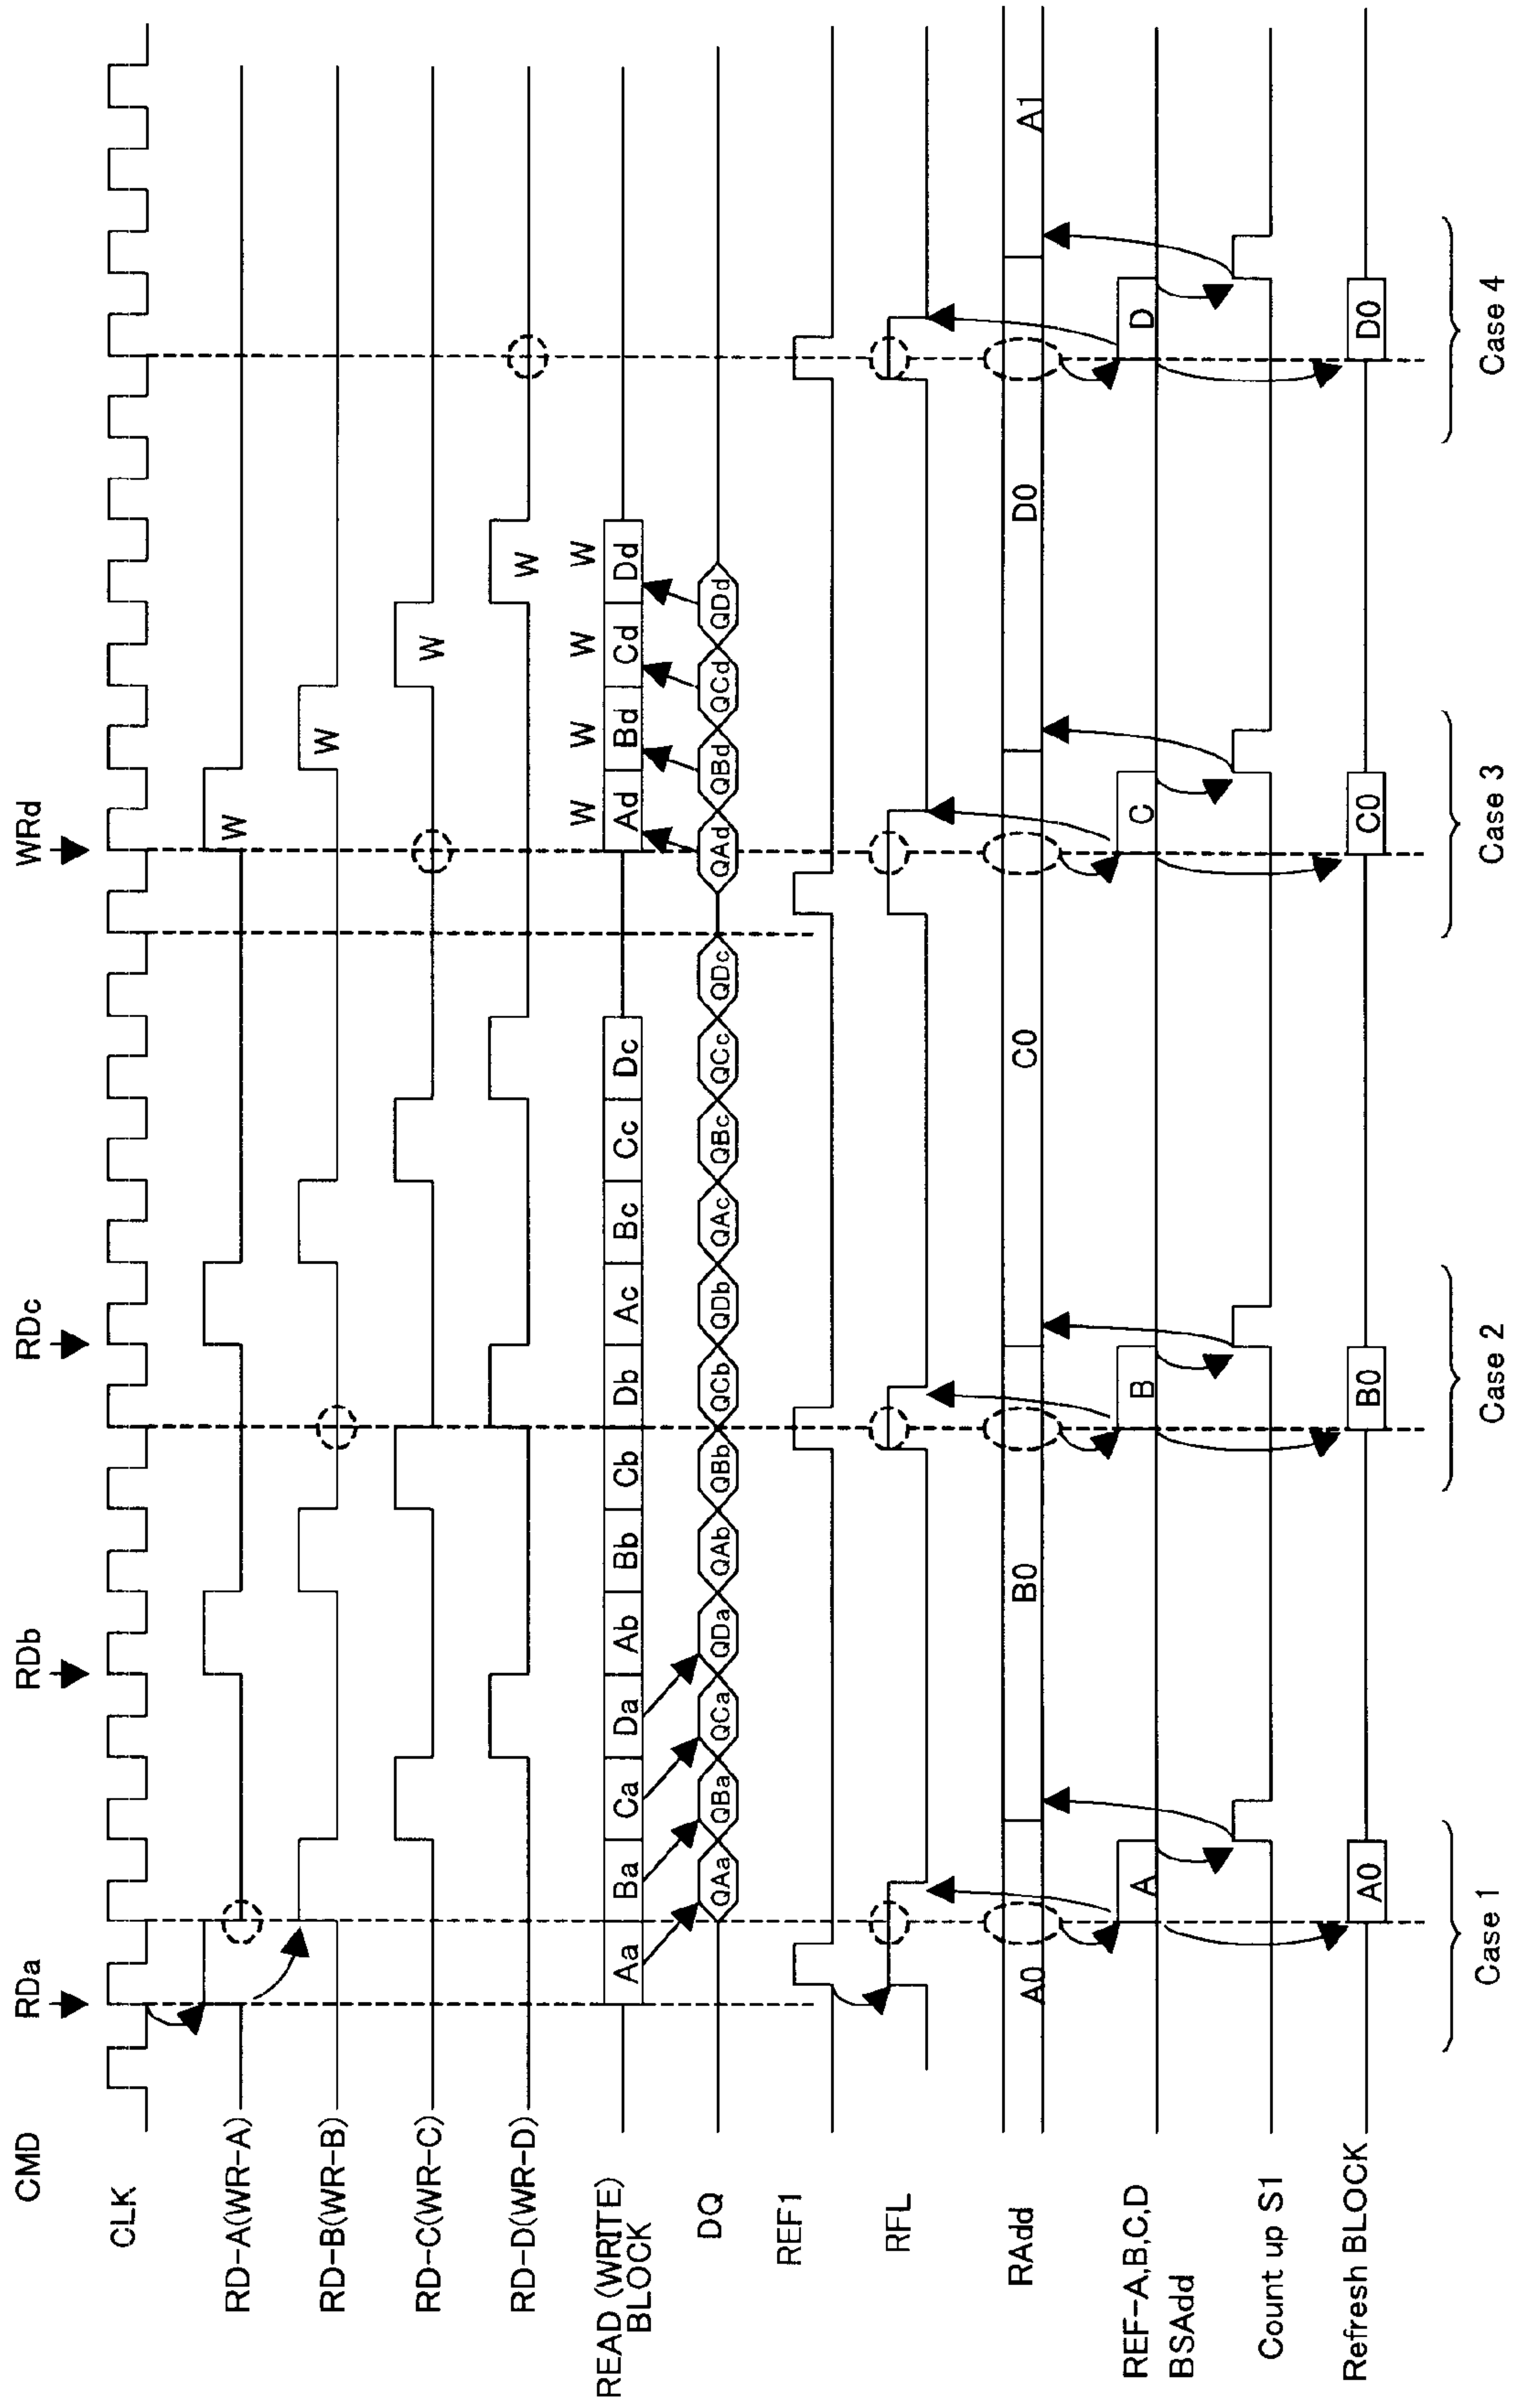 CMD RDa RDb RDc WRd
CLK
RD-A(WR-A) W
RD-B(WR-B) W
RD-C(WR-C) W
RD-D(WR-D) W
W W W W
READ (WRITE) BLOCK Aa Ba Ca Da Ab Bb Cb Db Ac Bc Cc Dc Ad Bd Cd Dd
DQ QAa QBa QCa QDa QAb QBb QCb QDb QAc QBc QCc QDc QAd QBd QCd QDd
REF1
RFL
RAdd A0 B0 C0 D0 A1
REF-A,B,C,D A B C D
BSAdd
Count up S1
Refresh BLOCK A0 B0 C0 D0
Case 1 Case 2 Case 3 Case 4